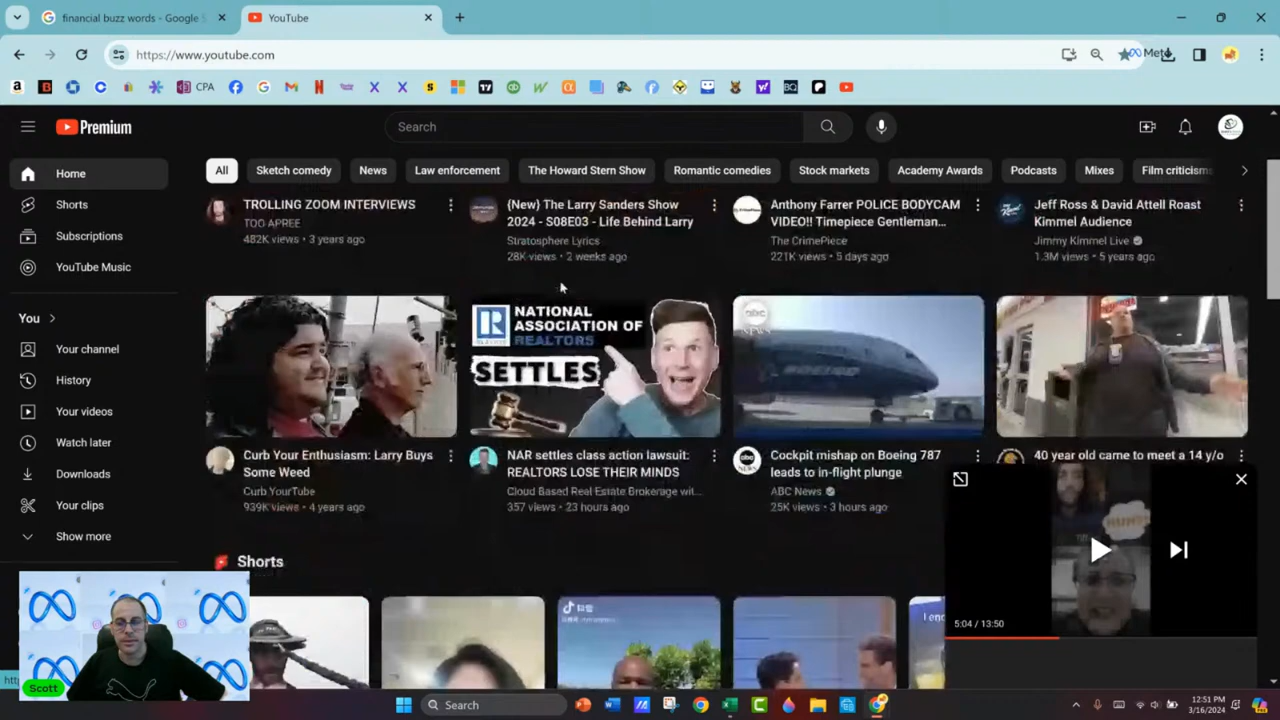 financial buzz words - Google S
YouTube
https://www.youtube.com
Meta
CPA
Premium
Search
All
Sketch comedy
News
Law enforcement
The Howard Stern Show
Romantic comedies
Stock markets
Academy Awards
Podcasts
Mixes
Film criticisms
Home
Shorts
Subscriptions
YouTube Music
You
Your channel
History
Your videos
Watch later
Downloads
Your clips
Show more
TROLLING ZOOM INTERVIEWS
TOO APREE
482K views • 3 years ago
{New} The Larry Sanders Show
2024 - S08E03 - Life Behind Larry
Stratosphere Lyrics
28K views • 2 weeks ago
Anthony Farrer POLICE BODYCAM
VIDEO!! Timepiece Gentleman...
The CrimePiece
221K views • 5 days ago
Jeff Ross & David Attell Roast
Kimmel Audience
Jimmy Kimmel Live
1.3M views • 5 years ago
NATIONAL
ASSOCIATION OF
REALTORS
SETTLES
abc
NEWS
BOEING
Curb Your Enthusiasm: Larry Buys
Some Weed
Curb YourTube
939K views • 4 years ago
NAR settles class action lawsuit:
REALTORS LOSE THEIR MINDS
Cloud Based Real Estate Brokerage wit...
357 views • 23 hours ago
Cockpit mishap on Boeing 787
leads to in-flight plunge
ABC News
25K views • 3 hours ago
40 year old came to meet a 14 y/o
5:04 / 13:50
Shorts
Scott
Search
12:51 PM
3/16/2024